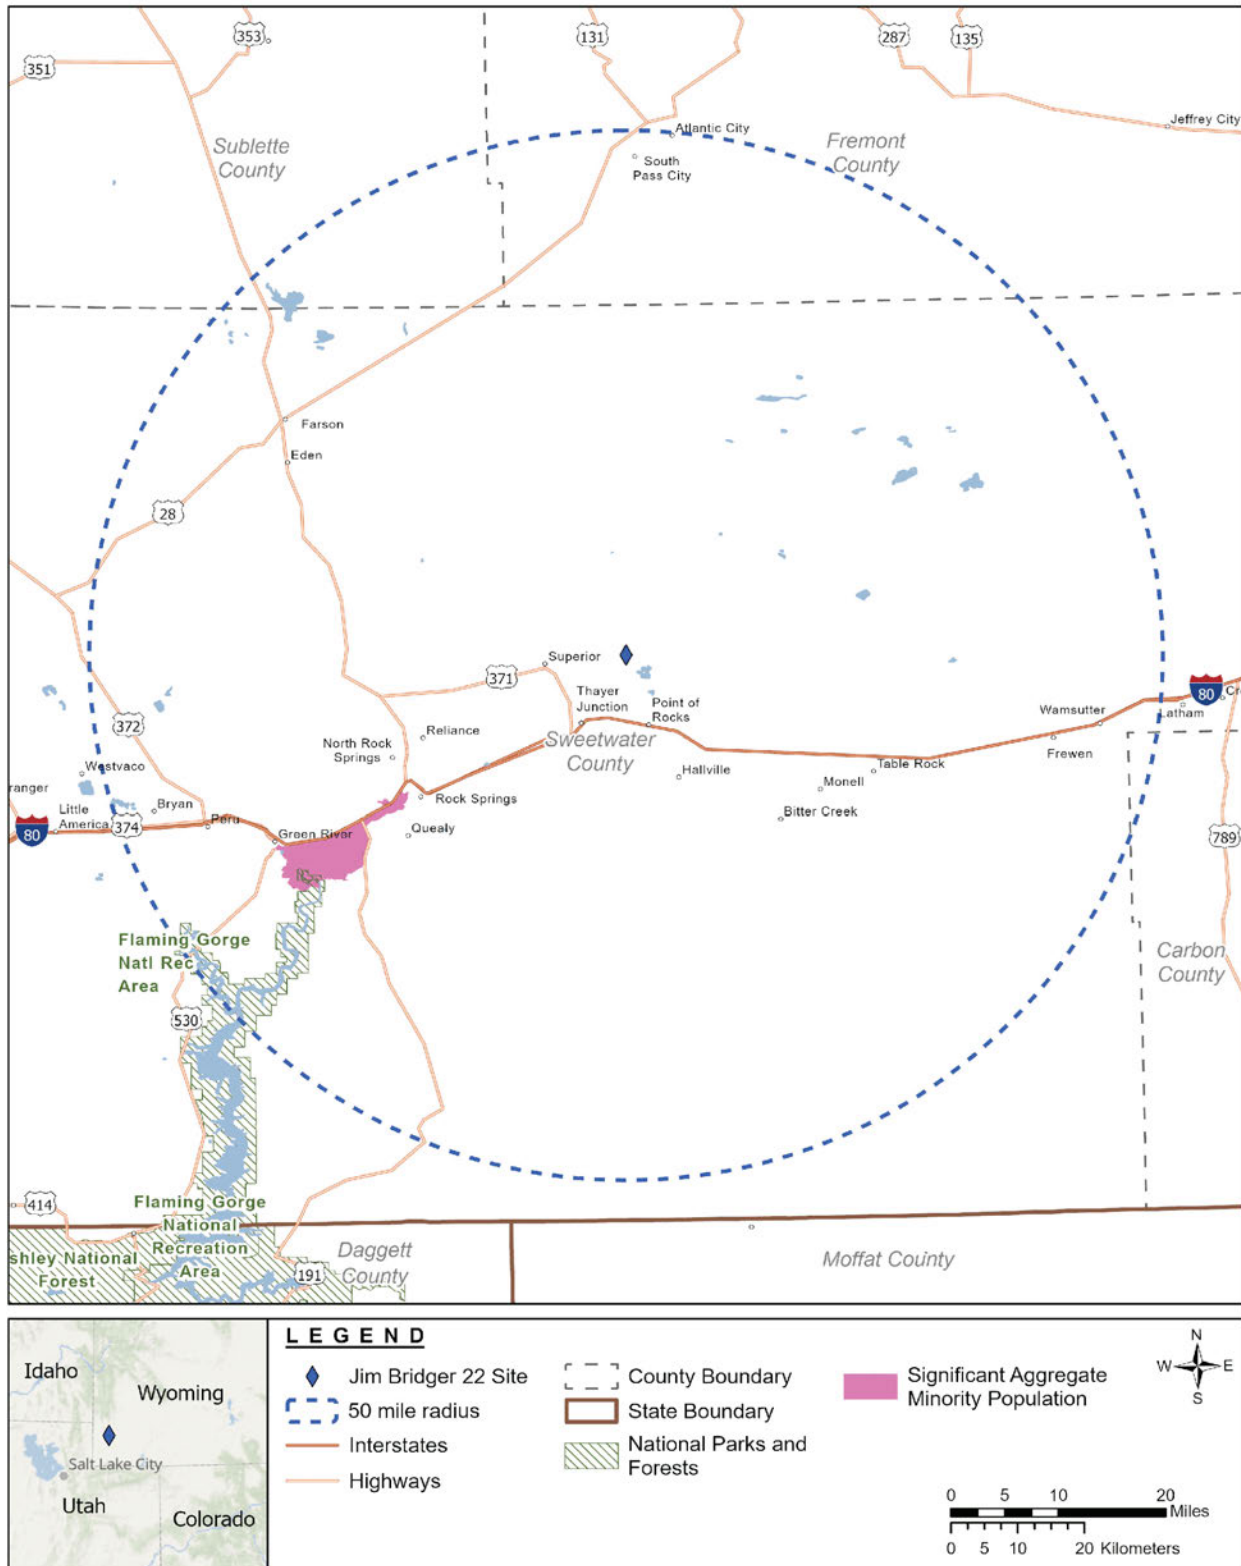 353
131
287
135
351
Jeffrey City
Atlantic City
Sublette
County
Fremont
County
South
Pass City
Farson
Eden
28
Superior
371
Thayer
Junction
Point of
Rocks
80
Latham
Wamsutter
372
Reliance
North Rock
Springs
Sweetwater
County
Frewen
Westvaco
Hallville
Table Rock
Monell
ranger
Rock Springs
Little
America
Bryan
Bitter Creek
80
374
Peru
Green River
Quealy
789
Flaming Gorge
Natl Rec
Area
Carbon
County
530
414
Flaming Gorge
National
Recreation
Area
shley National
Forest
Daggett
County
191
Moffat County
Idaho
Wyoming
Salt Lake City
Utah
Colorado
LEGEND
Jim Bridger 22 Site
50 mile radius
Interstates
Highways
County Boundary
State Boundary
National Parks and
Forests
Significant Aggregate
Minority Population
N
W E
S
0 5 10 20
Miles
0 5 10 20 Kilometers